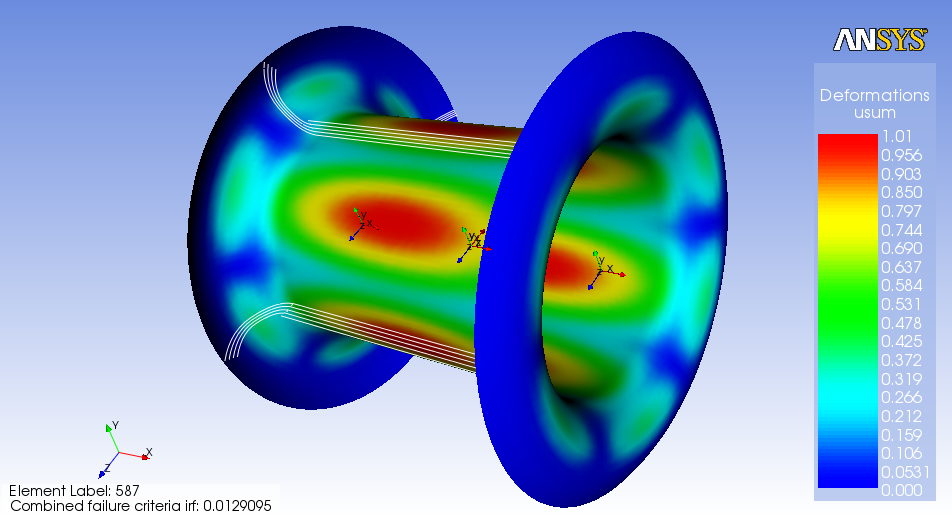 ANSYS
Deformations
usum
1.01
0.956
0.903
0.850
0.797
0.744
0.690
0.637
0.584
0.531
0.478
0.425
0.372
0.319
0.266
0.212
0.159
0.106
0.0531
0.000
y
z X
y
z
y
z X
Y
X
Z
Element Label: 587
Combined failure criteria irf: 0.0129095